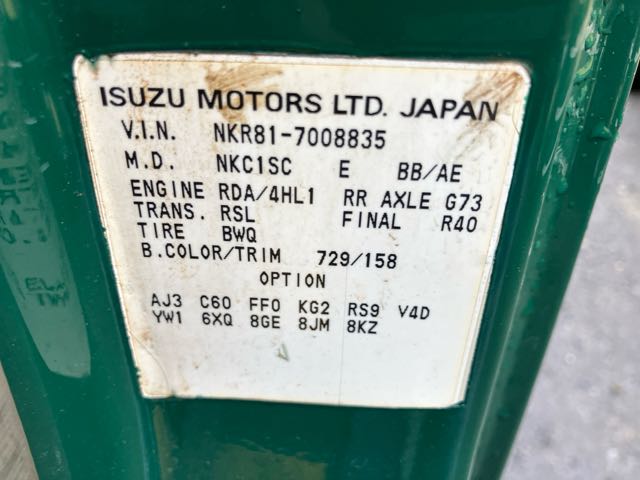 ISUZU MOTORS LTD. JAPAN
V.I.N. NKR81-7008835
M.D. NKC1SC E BB/AE
ENGINE RDA/4HL1 RR AXLE G73
TRANS. RSL FINAL R40
TIRE BWQ
B.COLOR/TRIM 729/158
OPTION
AJ3 C60 FF0 KG2 RS9 V4D
YW1 6XQ 8GE 8JM 8KZ